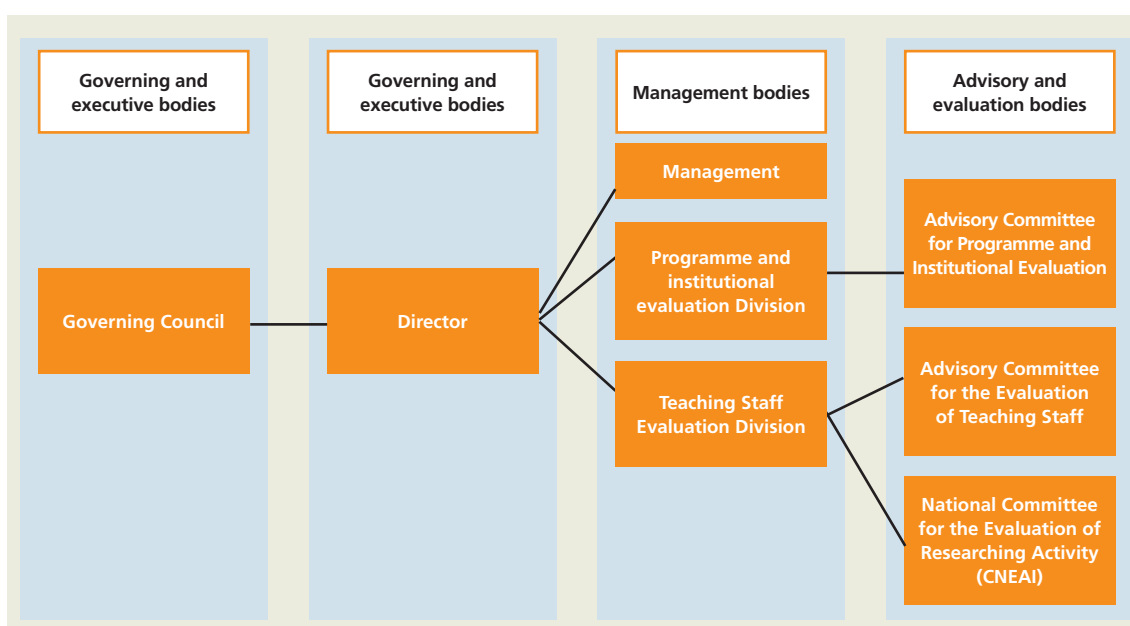 Governing and
executive bodies
Governing and
executive bodies
Management bodies
Advisory and
evaluation bodies
Governing Council
Director
Management
Programme and
institutional
evaluation Division
Teaching Staff
Evaluation Division
Advisory Committee
for Programme and
Institutional Evaluation
Advisory Committee
for the Evaluation
of Teaching Staff
National Committee
for the Evaluation of
Researching Activity
(CNEAI)